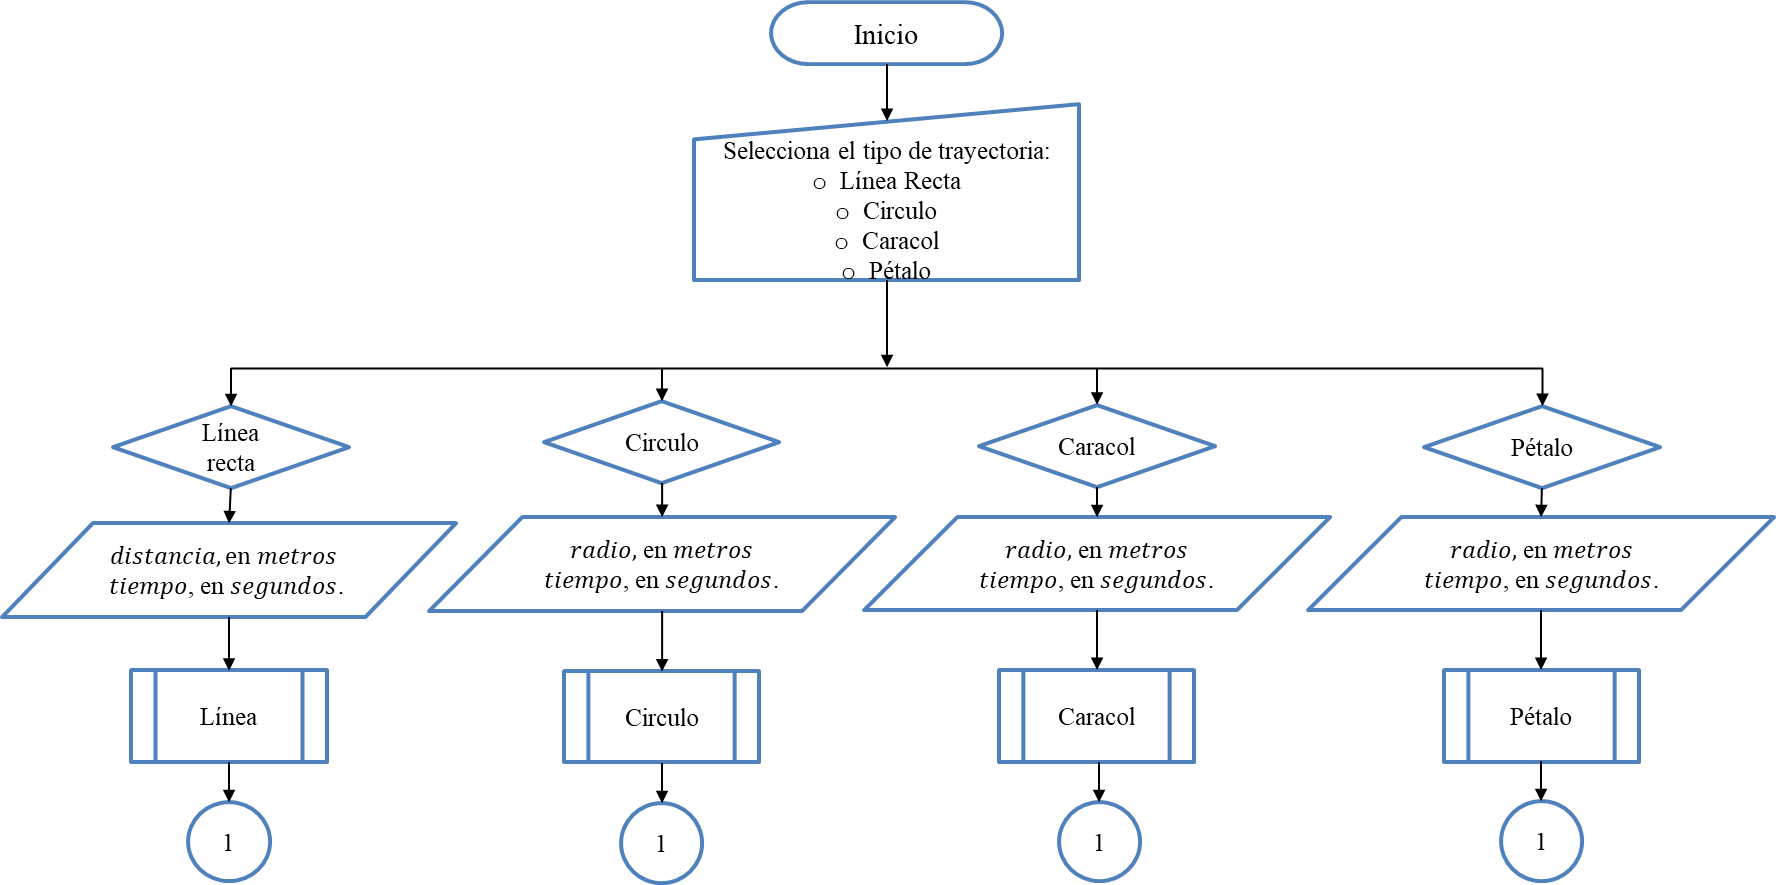 Inicio
Selecciona el tipo de trayectoria:
o Línea Recta
o Circulo
o Caracol
o Pétalo
Línea
recta
Circulo
Caracol
Pétalo
distancia, en metros
tiempo, en segundos.
radio, en metros
tiempo, en segundos.
radio, en metros
tiempo, en segundos.
radio, en metros
tiempo, en segundos.
Línea
Circulo
Caracol
Pétalo
1
1
1
1